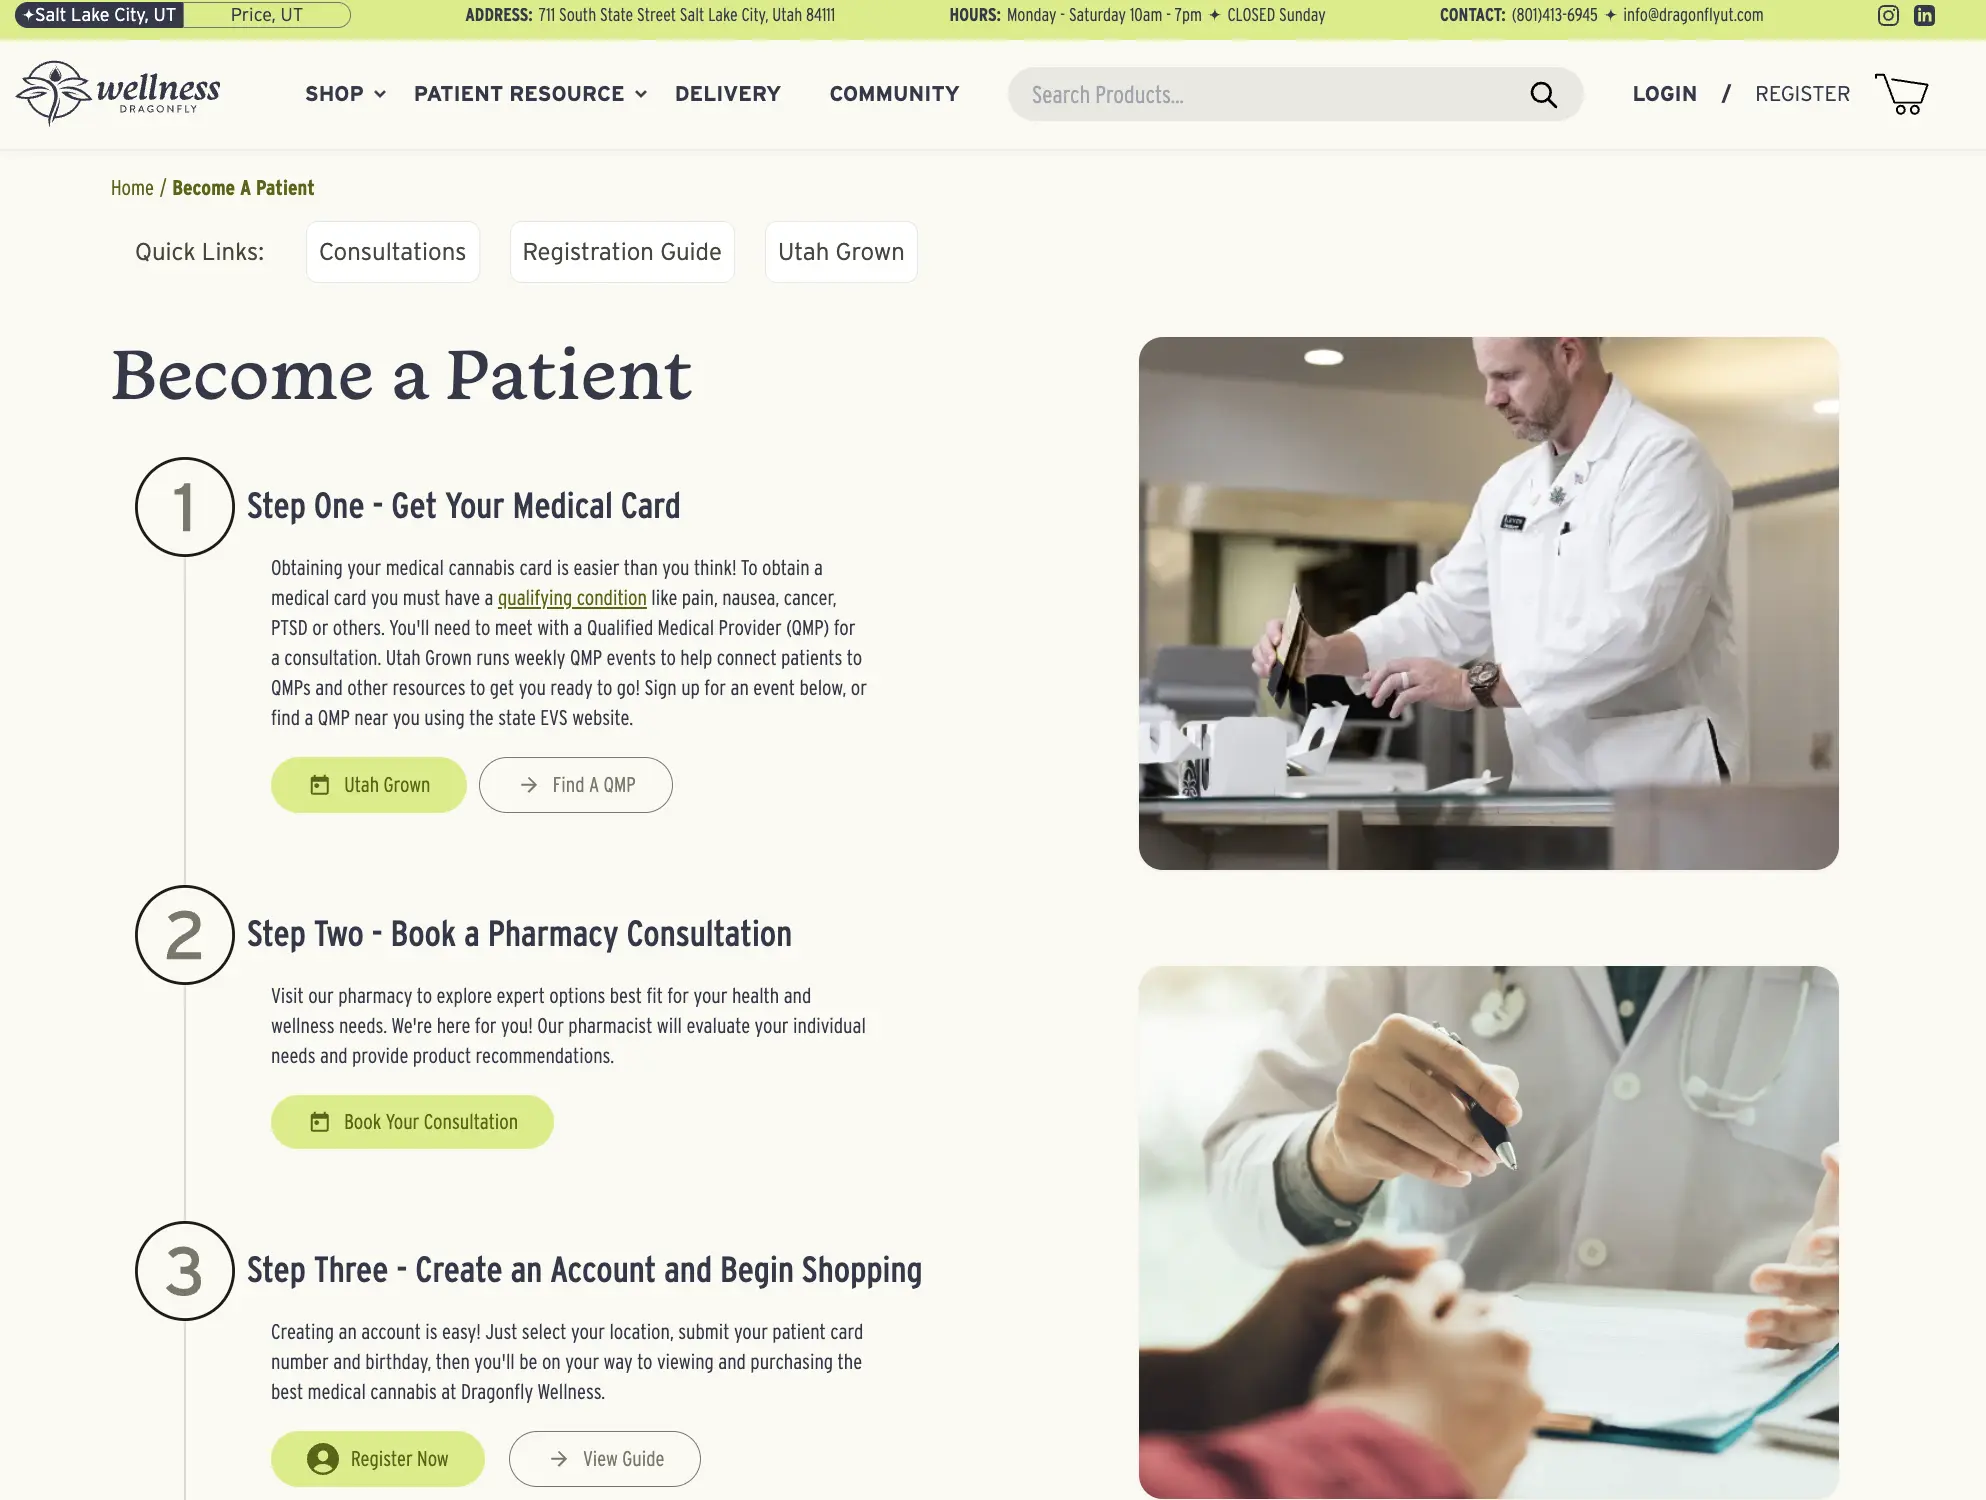 ✦Salt Lake City, UT
Price, UT
ADDRESS: 711 South State Street Salt Lake City, Utah 84111
HOURS: Monday - Saturday 10am - 7pm ✦ CLOSED Sunday
CONTACT: (801)413-6945 ✦ info@dragonflyut.com
in
wellness
DRAGONFLY
SHOP
PATIENT RESOURCE
DELIVERY
COMMUNITY
Search Products...
LOGIN / REGISTER
Home / Become A Patient
Quick Links:
Consultations
Registration Guide
Utah Grown
Become a Patient
1
Step One - Get Your Medical Card
Obtaining your medical cannabis card is easier than you think! To obtain a
medical card you must have a qualifying condition like pain, nausea, cancer,
PTSD or others. You'll need to meet with a Qualified Medical Provider (QMP) for
a consultation. Utah Grown runs weekly QMP events to help connect patients to
QMPs and other resources to get you ready to go! Sign up for an event below, or
find a QMP near you using the state EVS website.
Utah Grown
Find A QMP
2
Step Two - Book a Pharmacy Consultation
Visit our pharmacy to explore expert options best fit for your health and
wellness needs. We're here for you! Our pharmacist will evaluate your individual
needs and provide product recommendations.
Book Your Consultation
3
Step Three - Create an Account and Begin Shopping
Creating an account is easy! Just select your location, submit your patient card
number and birthday, then you'll be on your way to viewing and purchasing the
best medical cannabis at Dragonfly Wellness.
Register Now
View Guide